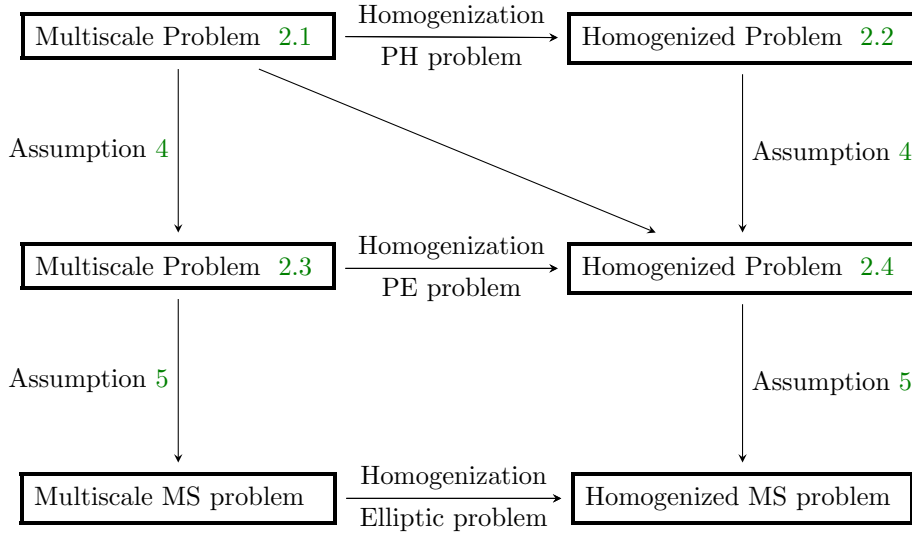 Homogenization
Multiscale Problem 2.1
Homogenized Problem 2.2
PH problem
Assumption 4
Assumption 4
Homogenization
Multiscale Problem 2.3
Homogenized Problem 2.4
PE problem
Assumption 5
Assumption 5
Homogenization
Multiscale MS problem
Homogenized MS problem
Elliptic problem